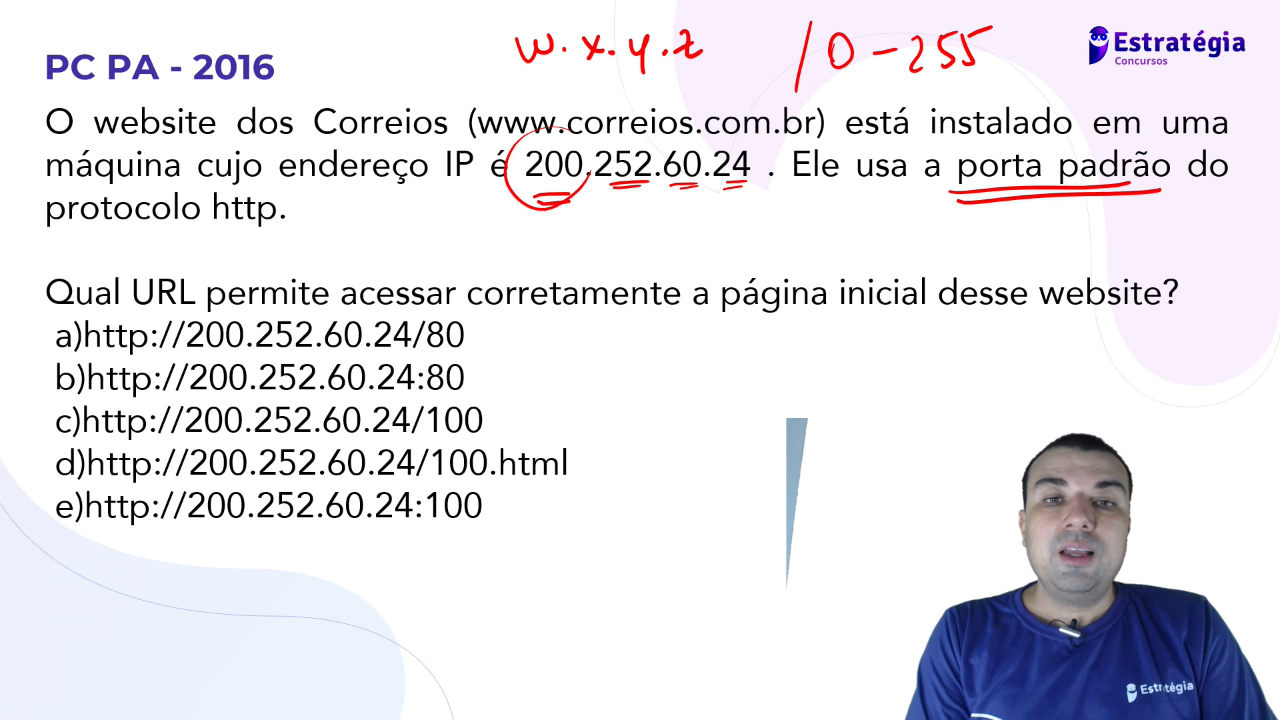 w.x.y.z / 0-255
Estratégia
Concursos
PC PA - 2016
O website dos Correios (www.correios.com.br) está instalado em uma
máquina cujo endereço IP é 200.252.60.24 . Ele usa a porta padrão do
protocolo http.
Qual URL permite acessar corretamente a página inicial desse website?
a)http://200.252.60.24/80
b)http://200.252.60.24:80
c)http://200.252.60.24/100
d)http://200.252.60.24/100.html
e)http://200.252.60.24:100
Estratégia